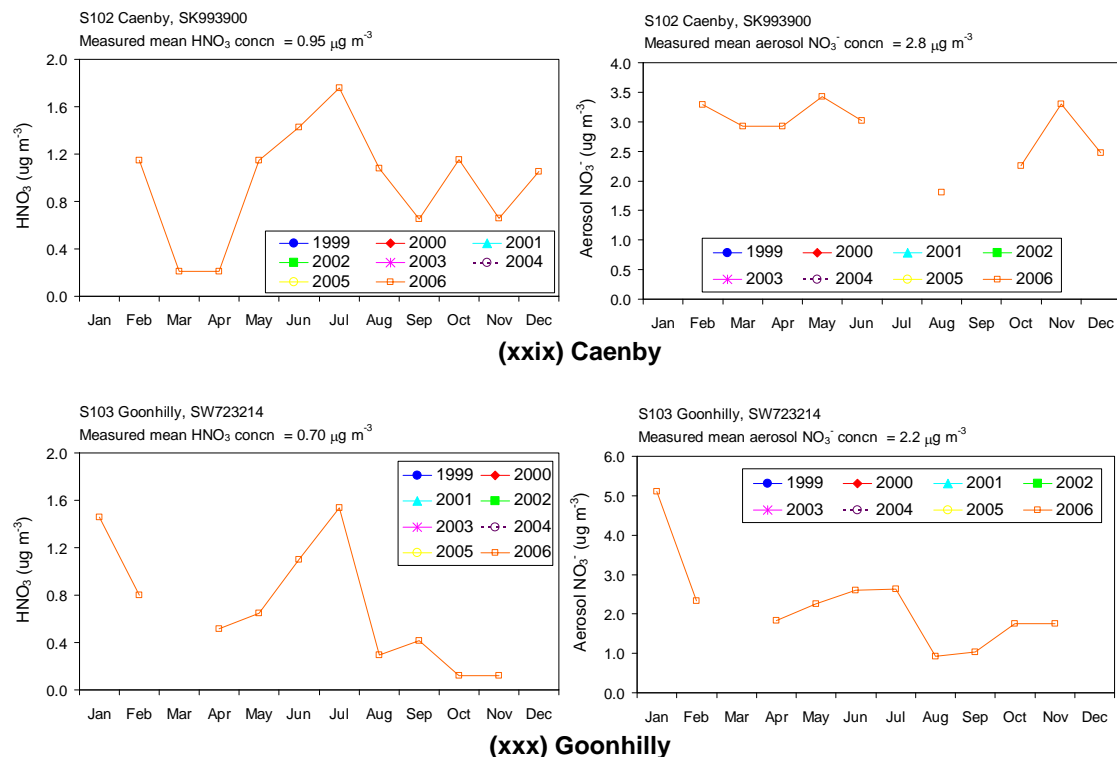 S102 Caenby, SK993900
Measured mean HNO₃ concn = 0.95 µg m⁻³
HNO₃ (ug m⁻³)
2.0
1.6
1.2
0.8
0.4
0.0
1999 2000 2001
2002 2003 2004
2005 2006
Jan Feb Mar Apr May Jun Jul Aug Sep Oct Nov Dec
S102 Caenby, SK993900
Measured mean aerosol NO₃⁻ concn = 2.8 µg m⁻³
Aerosol NO₃⁻ (ug m⁻³)
4.0
3.5
3.0
2.5
2.0
1.5
1.0
0.5
0.0
1999 2000 2001 2002
2003 2004 2005 2006
Jan Feb Mar Apr May Jun Jul Aug Sep Oct Nov Dec
(xxix) Caenby
S103 Goonhilly, SW723214
Measured mean HNO₃ concn = 0.70 µg m⁻³
HNO₃ (ug m⁻³)
2.0
1.6
1.2
0.8
0.4
0.0
1999 2000
2001 2002
2003 2004
2005 2006
Jan Feb Mar Apr May Jun Jul Aug Sep Oct Nov Dec
S103 Goonhilly, SW723214
Measured mean aerosol NO₃⁻ concn = 2.2 µg m⁻³
Aerosol NO₃⁻ (ug m⁻³)
6.0
5.0
4.0
3.0
2.0
1.0
0.0
1999 2000 2001 2002
2003 2004 2005 2006
Jan Feb Mar Apr May Jun Jul Aug Sep Oct Nov Dec
(xxx) Goonhilly